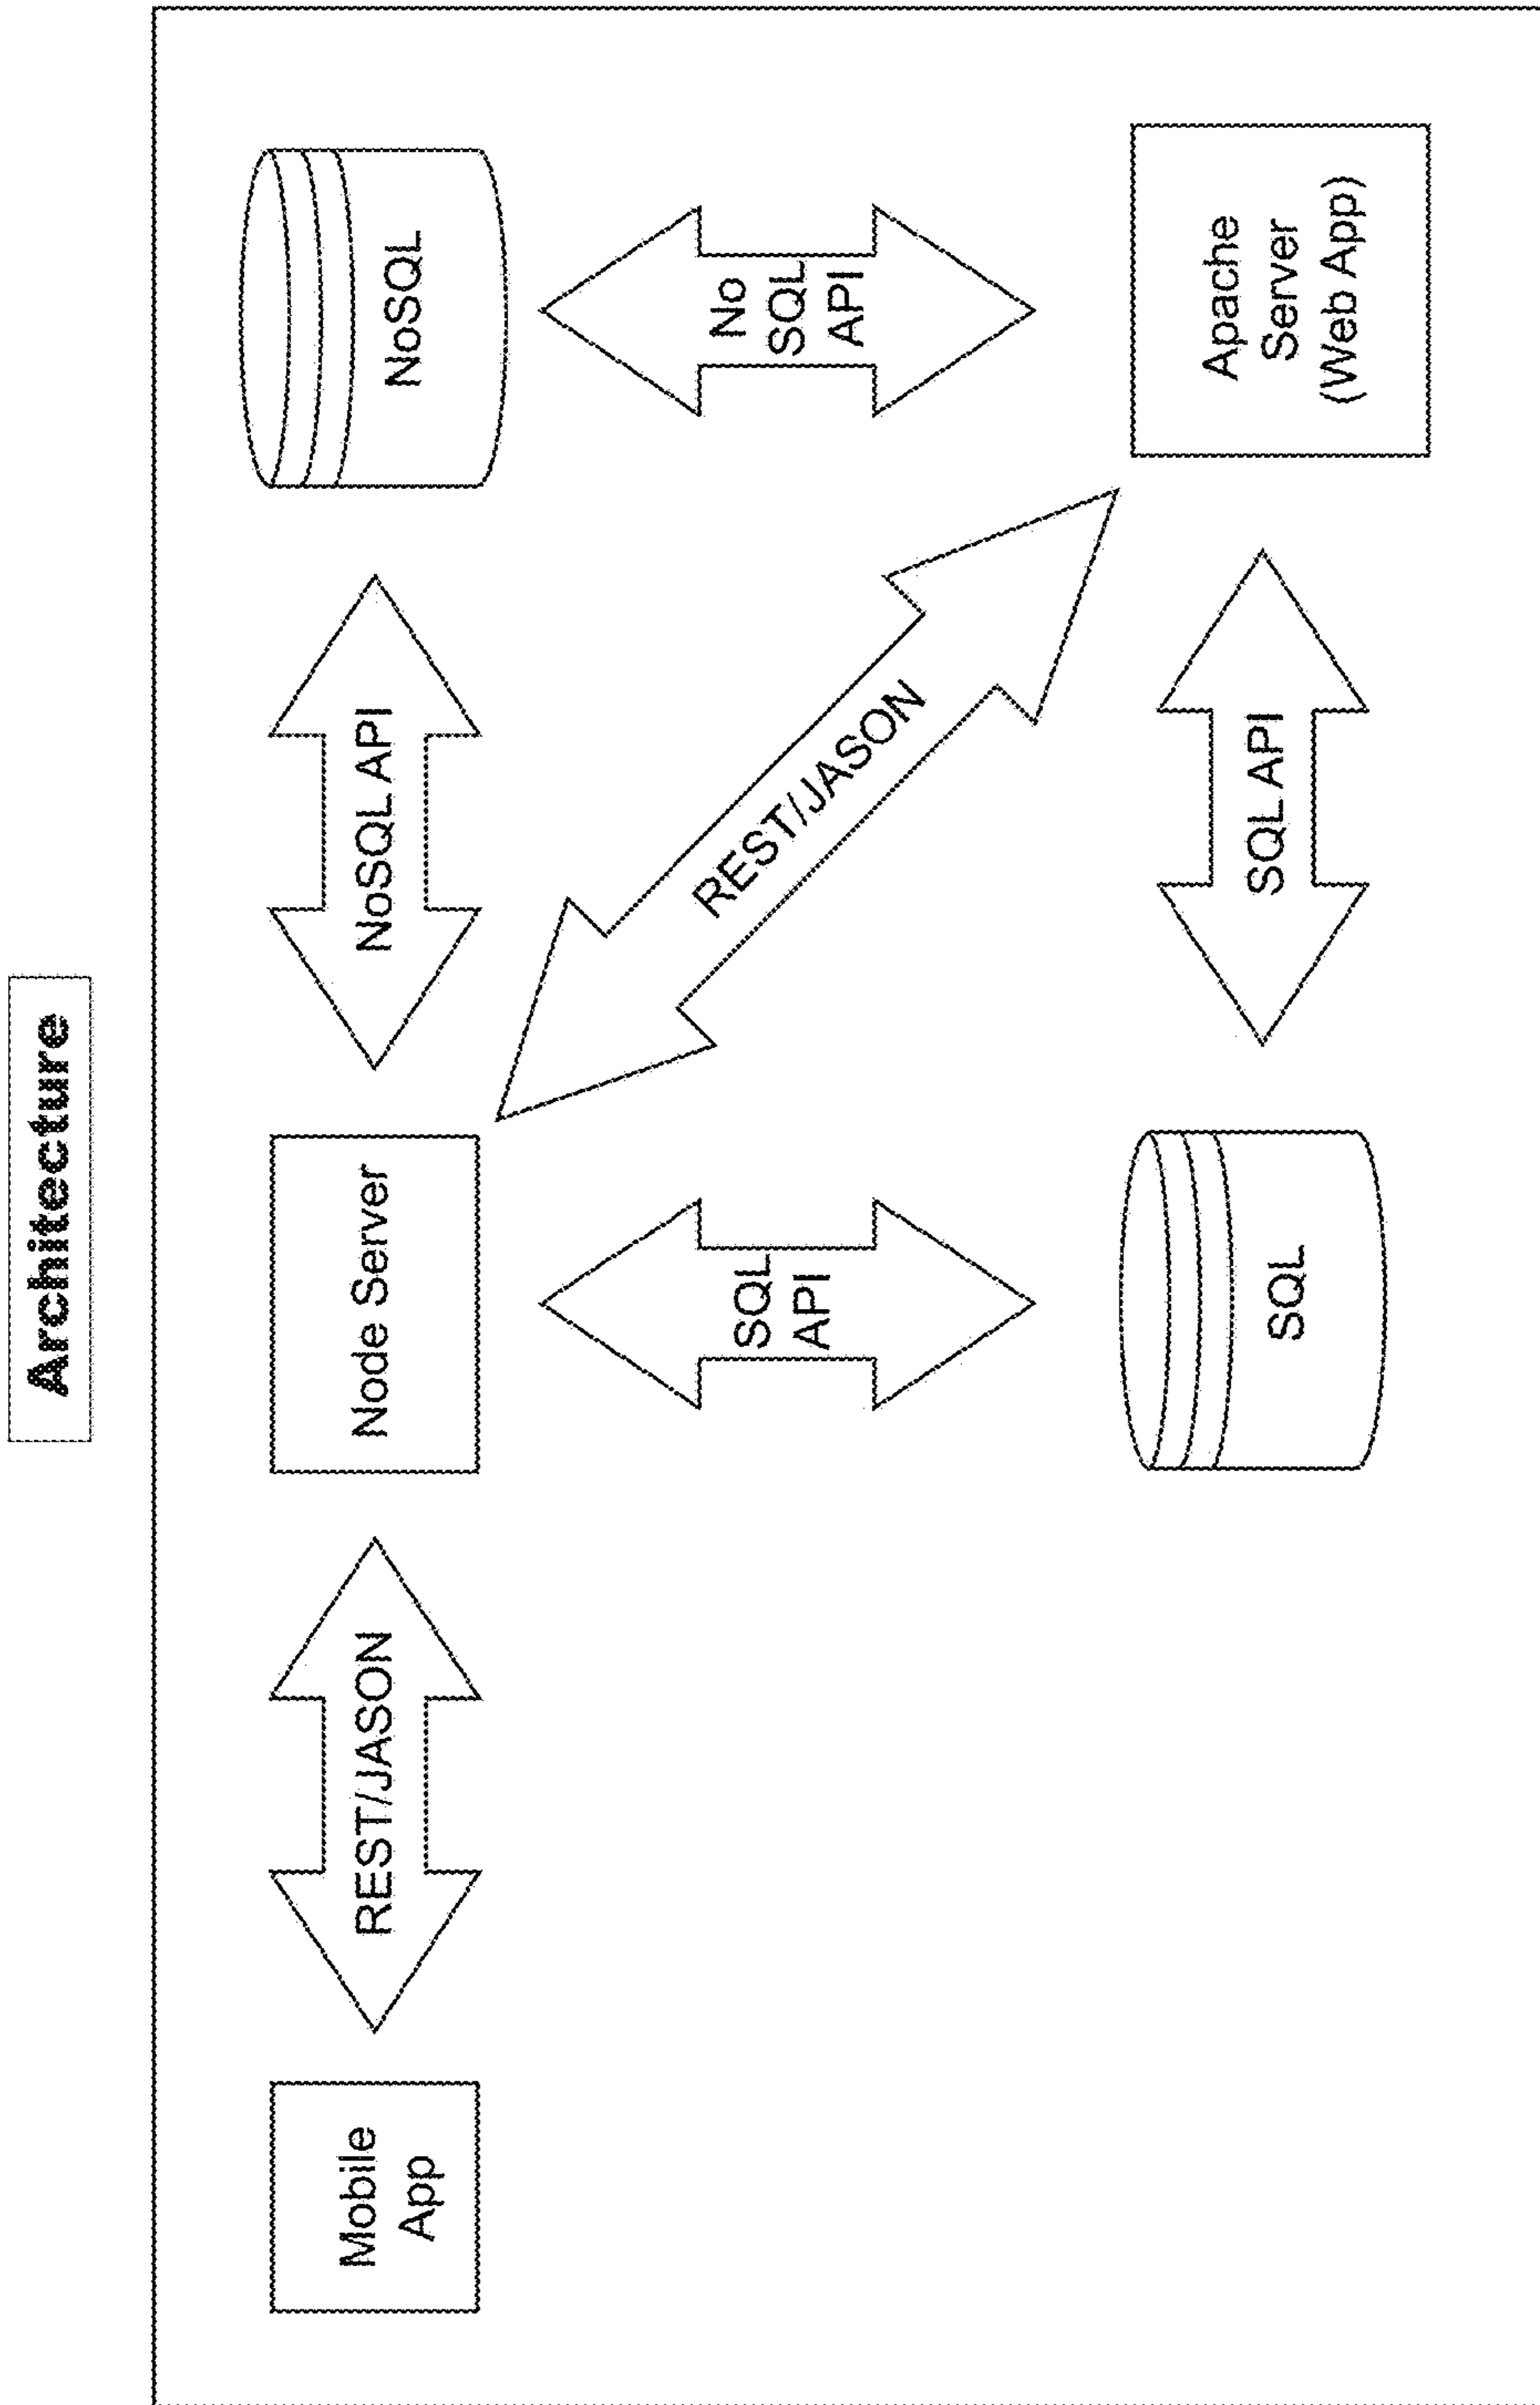 Architecture
Mobile
App
REST/JASON
Node Server
NoSQL API
NoSQL
SQL
API
REST/JASON
No
SQL
API
SQL
SQL API
Apache
Server
(Web App)